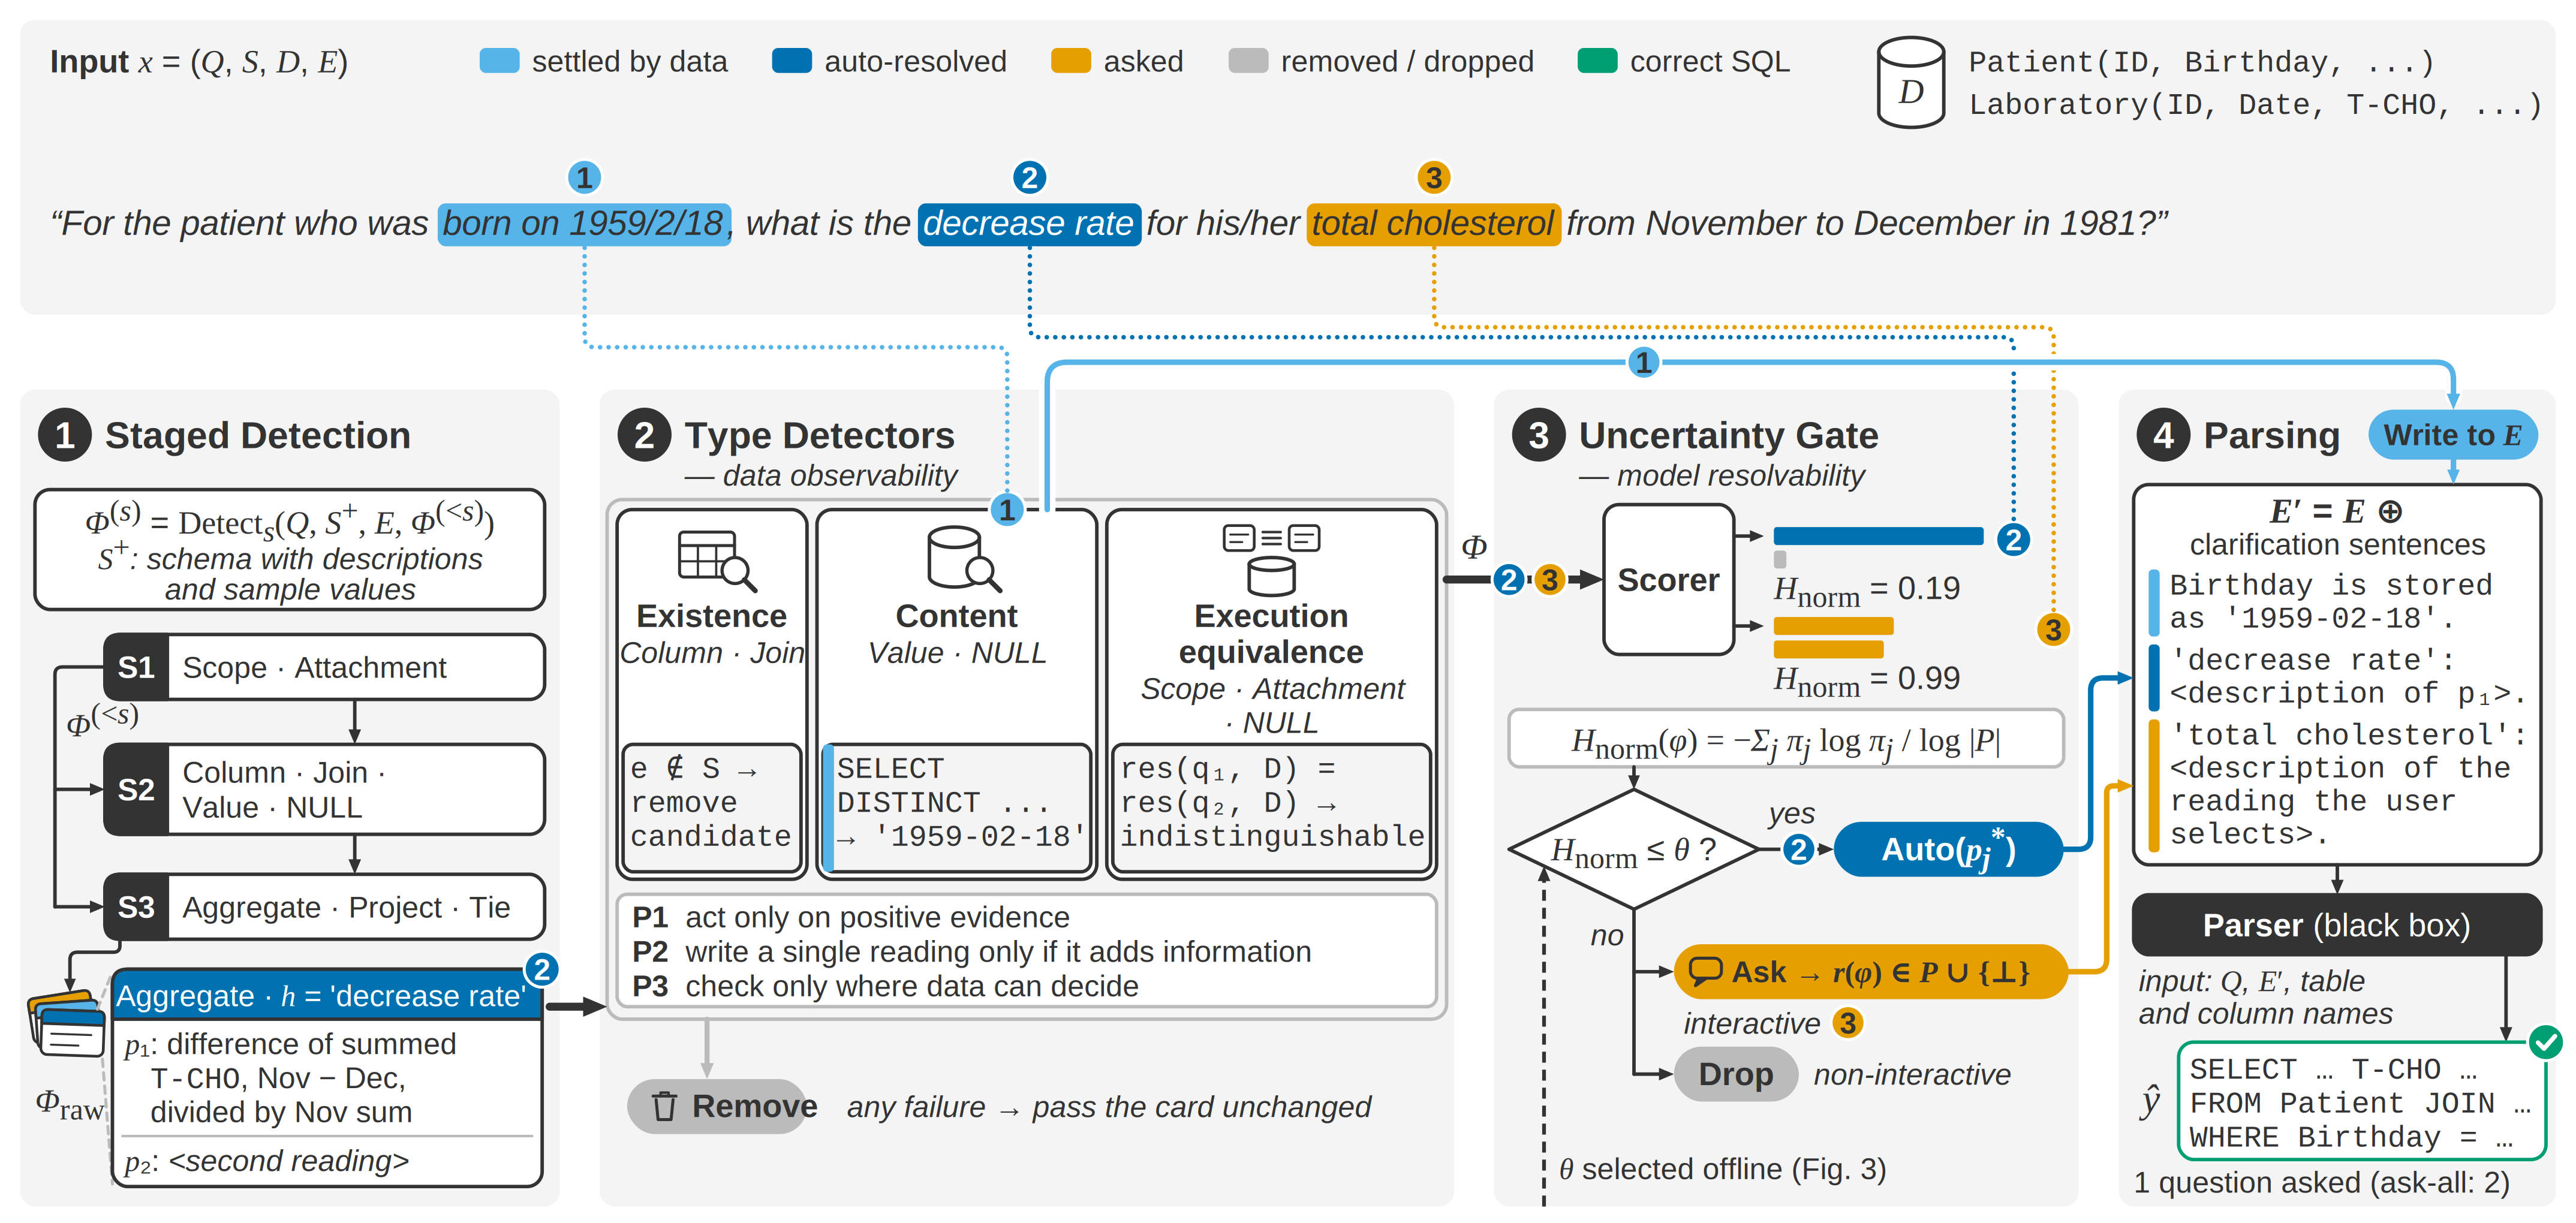 Input x = (Q, S, D, E)
settled by data
auto-resolved
asked
removed / dropped
correct SQL
D
Patient(ID, Birthday, ...)
Laboratory(ID, Date, T-CHO, ...)
1
2
3
“For the patient who was born on 1959/2/18, what is the decrease rate for his/her total cholesterol from November to December in 1981?”
1
1 Staged Detection
Φ(s) = Detects(Q, S+, E, Φ(<s))
S+: schema with descriptions
and sample values
S1 Scope · Attachment
Φ(<s)
S2 Column · Join ·
Value · NULL
S3 Aggregate · Project · Tie
2
Aggregate · h = 'decrease rate'
p₁: difference of summed
T-CHO, Nov − Dec,
divided by Nov sum
p₂: <second reading>
Φraw
2 Type Detectors
— data observability
1
Existence
Column · Join
e ∉ S →
remove
candidate
Content
Value · NULL
SELECT
DISTINCT ...
→ '1959-02-18'
Execution
equivalence
Scope · Attachment
· NULL
res(q₁, D) =
res(q₂, D) →
indistinguishable
P1 act only on positive evidence
P2 write a single reading only if it adds information
P3 check only where data can decide
Remove
any failure → pass the card unchanged
Φ
2 3
3 Uncertainty Gate
— model resolvability
Scorer
2
Hnorm = 0.19
3
Hnorm = 0.99
Hnorm(φ) = −Σj πj log πj / log |P|
Hnorm ≤ θ ?
yes
2
Auto(pj*)
no
Ask → r(φ) ∈ P ∪ {⊥}
interactive 3
Drop non-interactive
θ selected offline (Fig. 3)
4 Parsing
Write to E
E′ = E ⊕
clarification sentences
Birthday is stored
as '1959-02-18'.
'decrease rate':
<description of p₁>.
'total cholesterol':
<description of the
reading the user
selects>.
Parser (black box)
input: Q, E′, table
and column names
ŷ
SELECT … T-CHO …
FROM Patient JOIN …
WHERE Birthday = …
1 question asked (ask-all: 2)